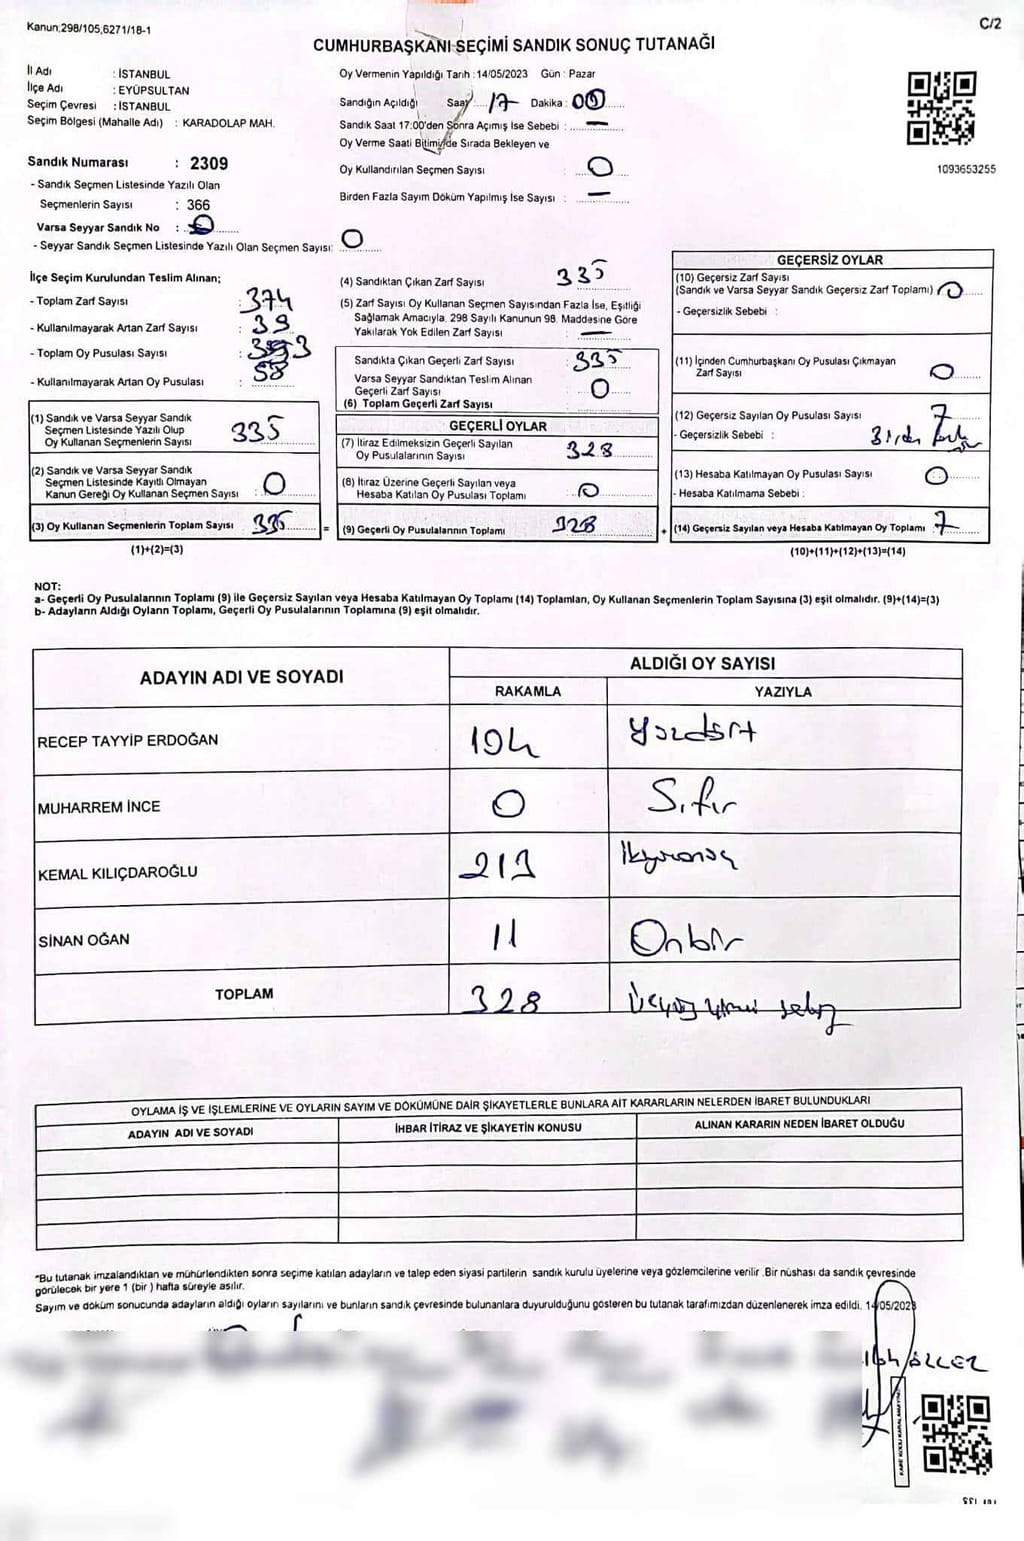 Kanun;298/105,6271/18-1
C/2
CUMHURBAŞKANI SEÇİMİ SANDIK SONUÇ TUTANAĞI
İl Adı : İSTANBUL
İlçe Adı : EYÜPSULTAN
Seçim Çevresi : İSTANBUL
Seçim Bölgesi (Mahalle Adı) : KARADOLAP MAH.
Sandık Numarası : 2309
- Sandık Seçmen Listesinde Yazılı Olan
Seçmenlerin Sayısı : 366
Varsa Seyyar Sandık No :
- Seyyar Sandık Seçmen Listesinde Yazılı Olan Seçmen Sayısı: 0
Oy Vermenin Yapıldığı Tarih :14/05/2023 Gün : Pazar
Sandığın Açıldığı Saat 17 Dakika : 00
Sandık Saat 17:00'den Sonra Açımış İse Sebebi : —
Oy Verme Saati Bitimi'de Sırada Bekleyen ve
Oy Kullandırılan Seçmen Sayısı : 0
Birden Fazla Sayım Döküm Yapılmış İse Sayısı : —
1093653255
İlçe Seçim Kurulundan Teslim Alınan;
- Toplam Zarf Sayısı : 374
- Kullanılmayarak Artan Zarf Sayısı : 39
- Toplam Oy Pusulası Sayısı :
- Kullanılmayarak Artan Oy Pusulası : 58
(1) Sandık ve Varsa Seyyar Sandık
Seçmen Listesinde Yazılı Olup
Oy Kullanan Seçmenlerin Sayısı 335
(2) Sandık ve Varsa Seyyar Sandık
Seçmen Listesinde Kayıtlı Olmayan
Kanun Gereği Oy Kullanan Seçmen Sayısı : 0
(3) Oy Kullanan Seçmenlerin Toplam Sayısı : 335 =
(1)+(2)=(3)
(4) Sandıktan Çıkan Zarf Sayısı 335
(5) Zarf Sayısı Oy Kullanan Seçmen Sayısından Fazla İse, Eşitliği
Sağlamak Amacıyla, 298 Sayılı Kanunun 98. Maddesine Göre
Yakılarak Yok Edilen Zarf Sayısı : —
Sandıkta Çıkan Geçerli Zarf Sayısı : 335
Varsa Seyyar Sandıktan Teslim Alınan
Geçerli Zarf Sayısı : 0
(6) Toplam Geçerli Zarf Sayısı
GEÇERLİ OYLAR
(7) İtiraz Edilmeksizin Geçerli Sayılan
Oy Pusulalarının Sayısı 328
(8) İtiraz Üzerine Geçerli Sayılan veya
Hesaba Katılan Oy Pusulası Toplamı : 0
(9) Geçerli Oy Pusulalarının Toplamı 328 +
GEÇERSİZ OYLAR
(10) Geçersiz Zarf Sayısı
(Sandık ve Varsa Seyyar Sandık Geçersiz Zarf Toplamı) 0
- Geçersizlik Sebebi :
(11) İçinden Cumhurbaşkanı Oy Pusulası Çıkmayan
Zarf Sayısı 0
(12) Geçersiz Sayılan Oy Pusulası Sayısı 7
- Geçersizlik Sebebi : Birden fazla
(13) Hesaba Katılmayan Oy Pusulası Sayısı : 0
- Hesaba Katılmama Sebebi :
(14) Geçersiz Sayılan veya Hesaba Katılmayan Oy Toplamı : 7
(10)+(11)+(12)+(13)=(14)
NOT:
a- Geçerli Oy Pusulalarının Toplamı (9) ile Geçersiz Sayılan veya Hesaba Katılmayan Oy Toplamı (14) Toplamları, Oy Kullanan Seçmenlerin Toplam Sayısına (3) eşit olmalıdır. (9)+(14)=(3)
b- Adayların Aldığı Oyların Toplamı, Geçerli Oy Pusulalarının Toplamına (9) eşit olmalıdır.
ADAYIN ADI VE SOYADI
ALDIĞI OY SAYISI
RAKAMLA YAZIYLA
RECEP TAYYİP ERDOĞAN 104 Yüzdört
MUHARREM İNCE 0 Sıfır
KEMAL KILIÇDAROĞLU 213
SİNAN OĞAN 11 Onbir
TOPLAM 328 Üçyüz yirmi sekiz
OYLAMA İŞ VE İŞLEMLERİNE VE OYLARIN SAYIM VE DÖKÜMÜNE DAİR ŞİKAYETLERLE BUNLARA AİT KARARLARIN NELERDEN İBARET BULUNDUKLARI
ADAYIN ADI VE SOYADI İHBAR İTİRAZ VE ŞİKAYETİN KONUSU ALINAN KARARIN NEDEN İBARET OLDUĞU
*Bu tutanak imzalandıktan ve mühürlendikten sonra seçime katılan adayların ve talep eden siyasi partilerin sandık kurulu üyelerine veya gözlemcilerine verilir .Bir nüshası da sandık çevresinde
görülecek bir yere 1 (bir ) hafta süreyle asılır.
Sayım ve döküm sonucunda adayların aldığı oyların sayılarını ve bunların sandık çevresinde bulunanlara duyurulduğunu gösteren bu tutanak tarafımızdan düzenlenerek imza edildi. 14/05/2023
KARE KODU KARALAMAYINIZ